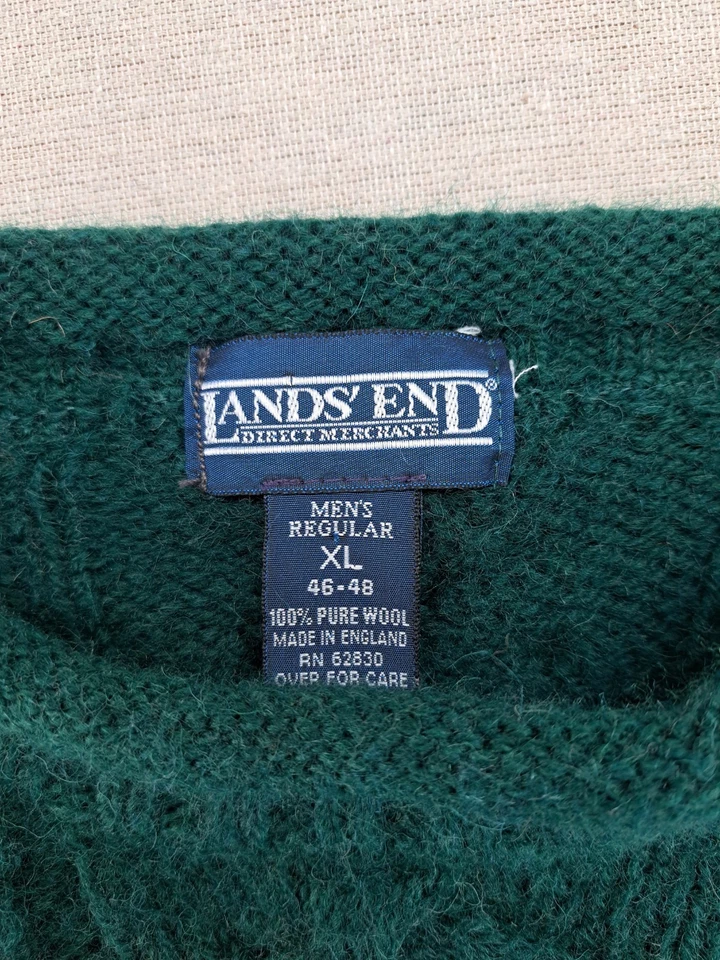 LANDS' END®
DIRECT MERCHANTS
MEN'S
REGULAR
XL
46-48
100% PURE WOOL
MADE IN ENGLAND
RN 62830
OVER FOR CARE